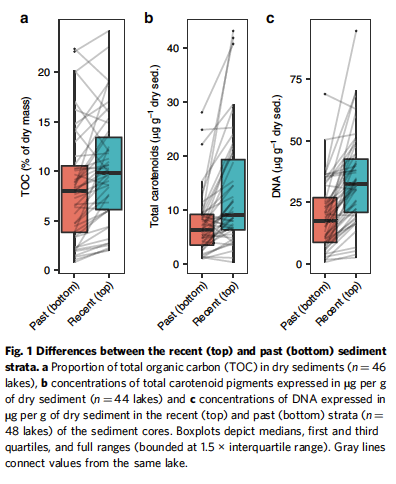 a
b
c
TOC (% of dry mass)
20
15
10
5
0
Past (bottom)
Recent (top)
Total carotenoids (µg g−1 dry sed.)
40
30
20
10
0
Past (bottom)
Recent (top)
DNA (µg g−1 dry sed.)
75
50
25
0
Past (bottom)
Recent (top)
Fig. 1 Differences between the recent (top) and past (bottom) sediment
strata. a Proportion of total organic carbon (TOC) in dry sediments (n = 46
lakes), b concentrations of total carotenoid pigments expressed in µg per g
of dry sediment (n = 44 lakes) and c concentrations of DNA expressed in
µg per g of dry sediment in the recent (top) and past (bottom) strata (n =
48 lakes) of the sediment cores. Boxplots depict medians, first and third
quartiles, and full ranges (bounded at 1.5 × interquartile range). Gray lines
connect values from the same lake.